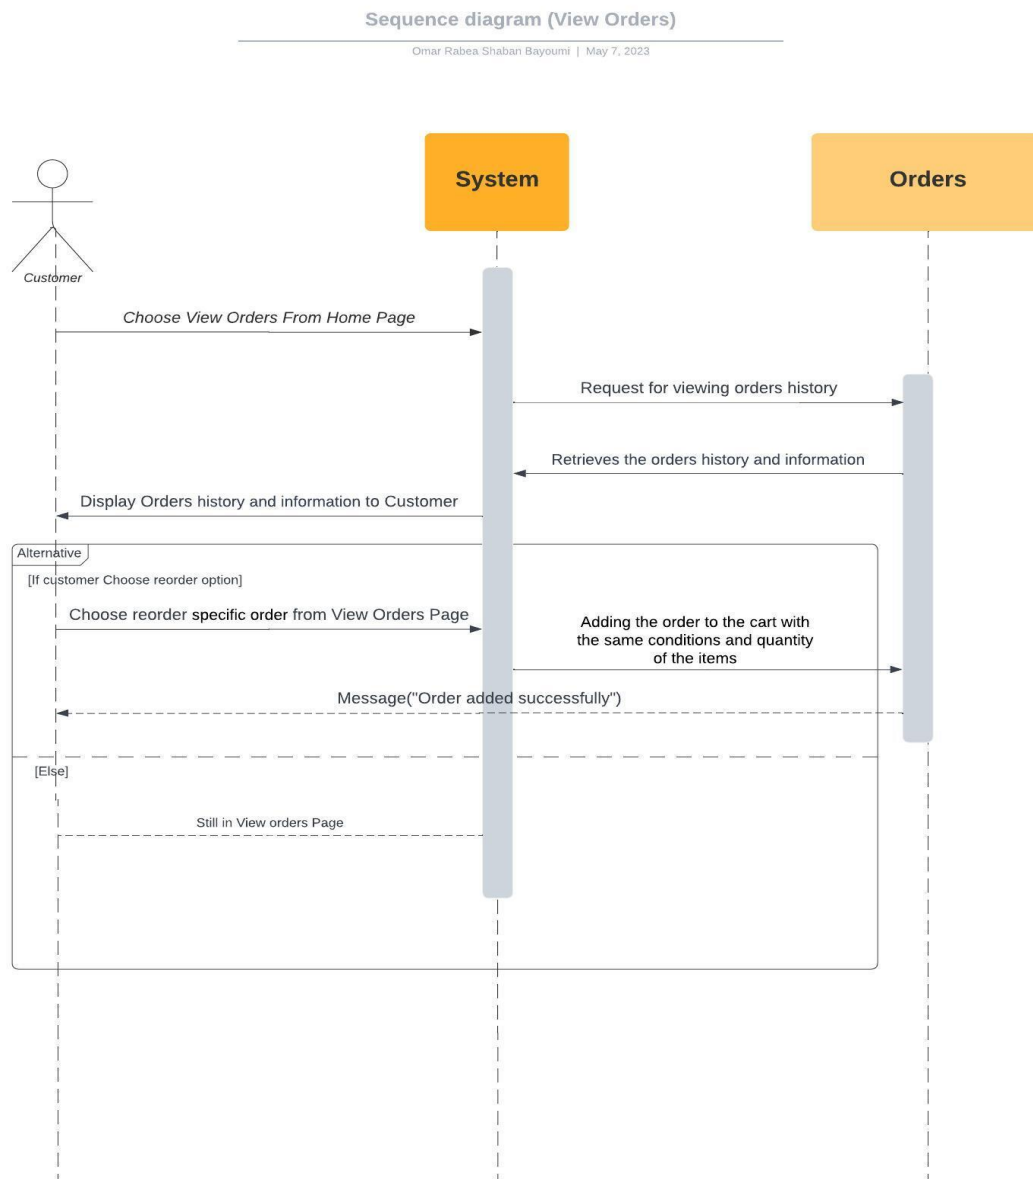 Sequence diagram (View Orders)
Omar Rabea Shaban Bayoumi | May 7, 2023
System
Orders
Customer
Choose View Orders From Home Page
Request for viewing orders history
Retrieves the orders history and information
Display Orders history and information to Customer
Alternative
[If customer Choose reorder option]
Choose reorder specific order from View Orders Page
Adding the order to the cart with
the same conditions and quantity
of the items
Message("Order added successfully")
[Else]
Still in View orders Page